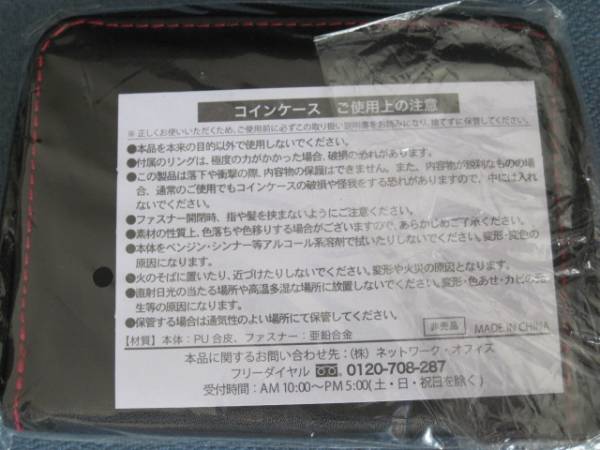 コインケース ご使用上の注意
※正しくお使いいただくため、ご使用前に必ずこの取り扱い説明書をお読みになり、捨てずに保管してください。
●本品を本来の目的以外で使用しないでください。
●付属のリングは、極度の力がかかった場合、破損の恐れがあります。
●この製品は落下や衝撃の際、内容物の保護はできません。また、内容物が鋭利なものの場
合、通常のご使用でもコインケースの破損や怪我をする恐れがありますので、中には入れ
ないでください。
●ファスナー開閉時、指や髪を挟まないようにご注意ください。
●素材の性質上、色落ちや色移りする場合がございますので、あらかじめご了承ください。
●本体をベンジン・シンナー等アルコール系溶剤で拭いたりしないでください。変形・変色の
原因になります。
●火のそばに置いたり、近づけたりしないでください。変形や火災の原因となります。
●直射日光の当たる場所や高温多湿な場所に放置しないでください。変形・色あせ・カビの発
生等の原因になります。
●保管する場合は通気性のよい場所にて保管してください。
【材質】本体：PU合皮、ファスナー：亜鉛合金 非売品 MADE IN CHINA
本品に関するお問い合わせ先：(株)ネットワーク・オフィス
フリーダイヤル 0120-708-287
受付時間：AM 10:00～PM 5:00(土・日・祝日を除く)